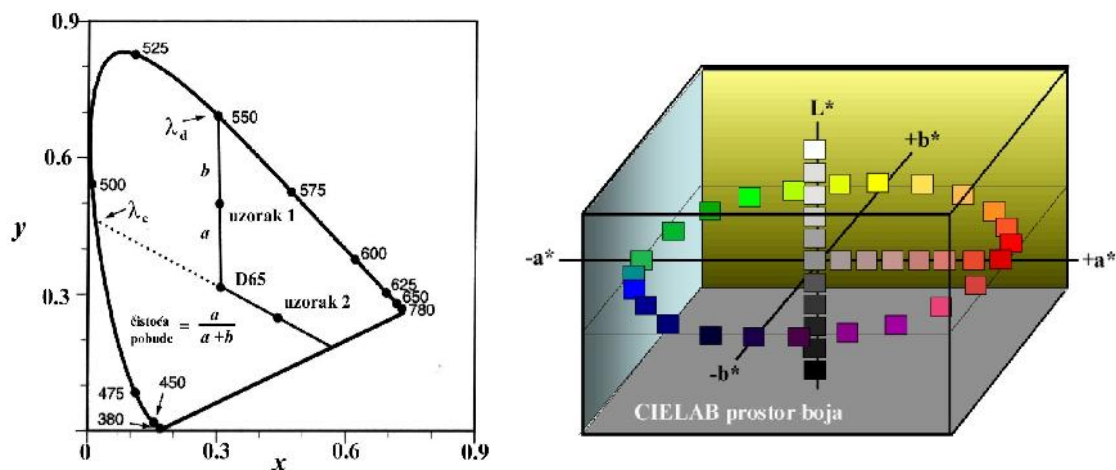 0.9
525
550
λd
b
500
0.6
575
λc
uzorak 1
y
a
600
D65
625
650
780
0.3
uzorak 2
čistoća
pobude = a / a+b
475
450
380
0
0
0.3
0.6
0.9
x
L*
+b*
-a*
+a*
-b*
CIELAB prostor boja